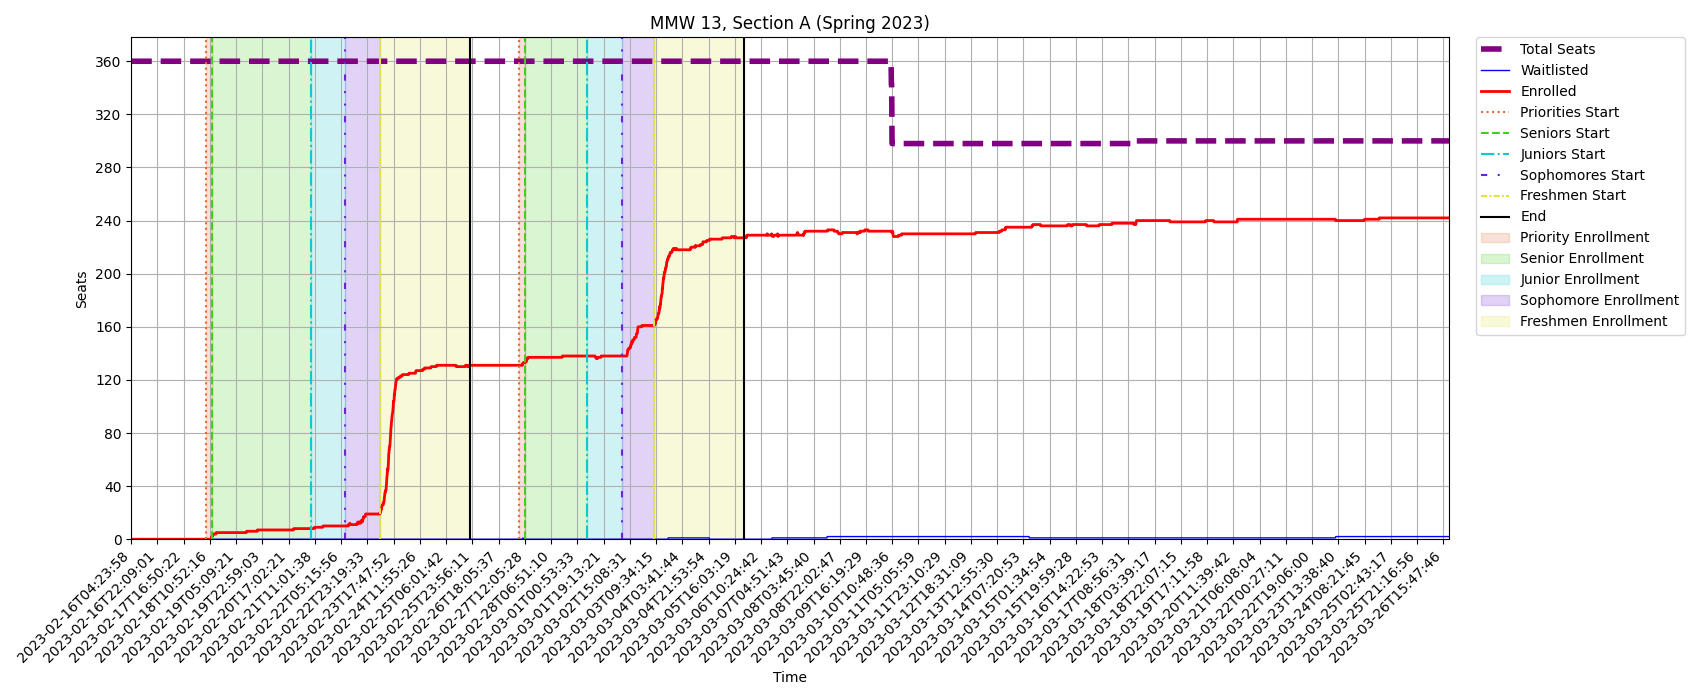 MMW 13, Section A (Spring 2023)
Seats
360
320
280
240
200
160
120
80
40
0
2023-02-16T04:23:58
2023-02-16T22:09:01
2023-02-17T16:50:22
2023-02-18T10:52:16
2023-02-19T05:09:21
2023-02-19T22:59:03
2023-02-20T17:02:21
2023-02-21T11:01:38
2023-02-22T05:15:56
2023-02-22T23:19:33
2023-02-23T17:47:52
2023-02-24T11:55:26
2023-02-25T06:01:42
2023-02-25T23:56:11
2023-02-26T18:05:37
2023-02-27T12:05:28
2023-02-28T06:51:10
2023-03-01T00:53:33
2023-03-01T19:13:21
2023-03-02T15:08:31
2023-03-03T09:34:15
2023-03-04T03:41:44
2023-03-04T21:53:54
2023-03-05T16:03:19
2023-03-06T10:24:42
2023-03-07T04:51:43
2023-03-08T03:45:40
2023-03-08T22:02:47
2023-03-09T16:19:29
2023-03-10T10:48:36
2023-03-11T05:05:59
2023-03-11T23:10:29
2023-03-12T18:31:09
2023-03-13T12:55:30
2023-03-14T07:20:53
2023-03-15T01:34:54
2023-03-15T19:59:28
2023-03-16T14:22:53
2023-03-17T08:56:31
2023-03-18T03:39:17
2023-03-18T22:07:15
2023-03-19T17:11:58
2023-03-20T11:39:42
2023-03-21T06:08:04
2023-03-22T00:27:11
2023-03-22T19:06:00
2023-03-23T13:38:40
2023-03-24T08:21:45
2023-03-25T02:43:17
2023-03-25T21:16:56
2023-03-26T15:47:46
Time
Total Seats
Waitlisted
Enrolled
Priorities Start
Seniors Start
Juniors Start
Sophomores Start
Freshmen Start
End
Priority Enrollment
Senior Enrollment
Junior Enrollment
Sophomore Enrollment
Freshmen Enrollment